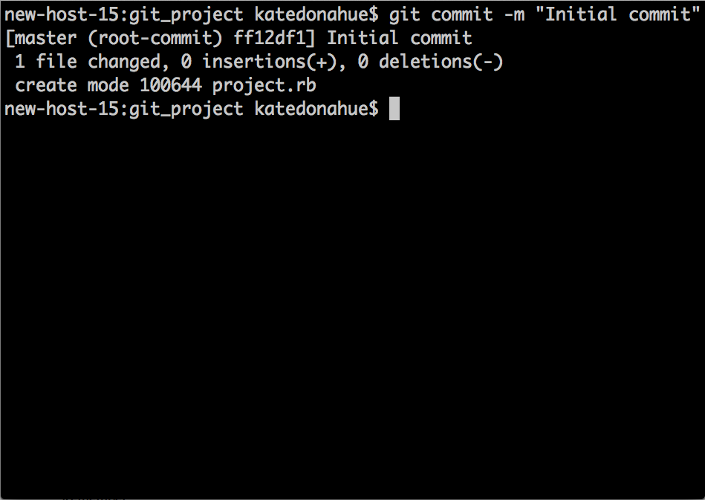 new-host-15:git_project katedonahue$ git commit -m "Initial commit"
[master (root-commit) ff12df1] Initial commit
 1 file changed, 0 insertions(+), 0 deletions(-)
 create mode 100644 project.rb
new-host-15:git_project katedonahue$